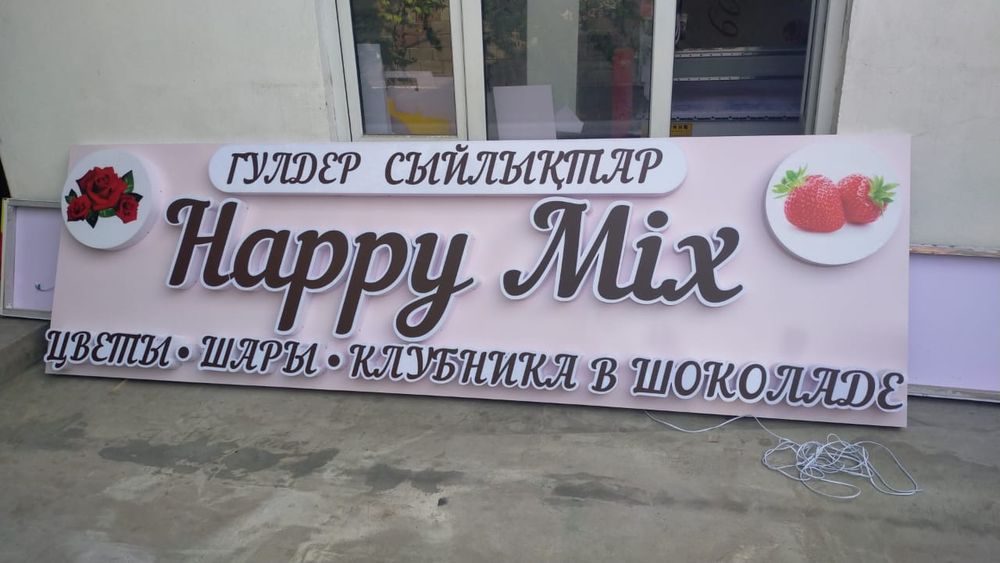 ГУЛДЕР СЫЙЛЫҚТАР
Happy Mix
ЦВЕТЫ • ШАРЫ • КЛУБНИКА В ШОКОЛАДЕ